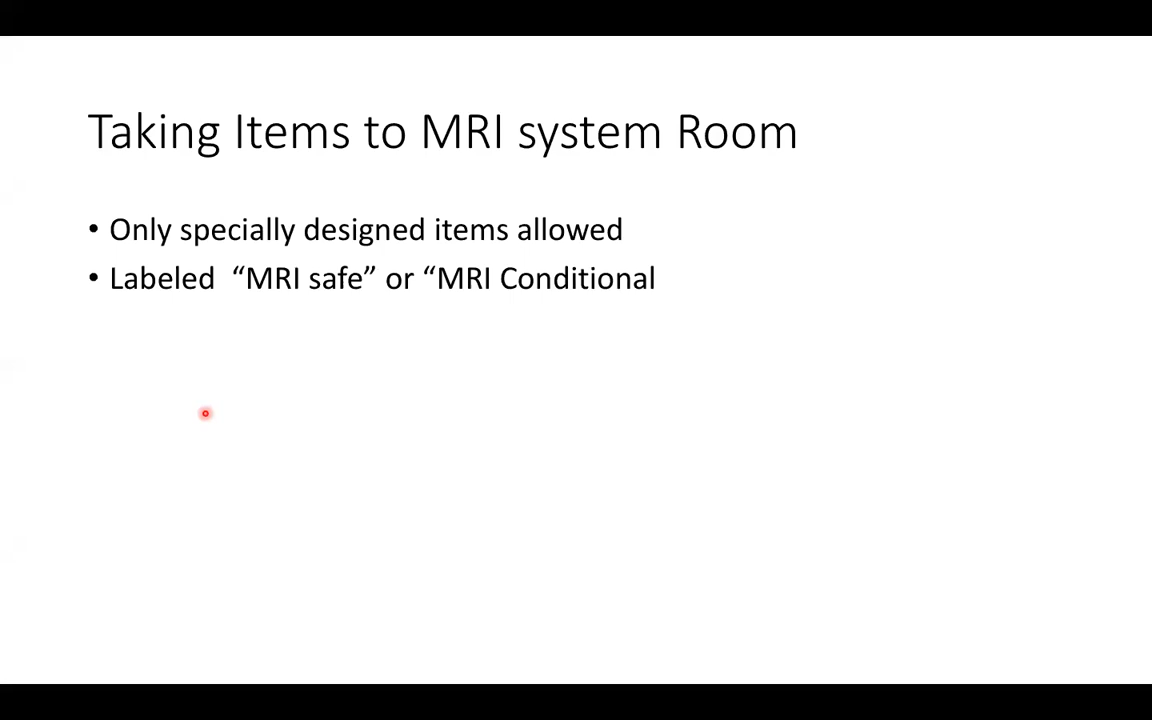 Taking Items to MRI system Room
• Only specially designed items allowed
• Labeled  “MRI safe” or “MRI Conditional